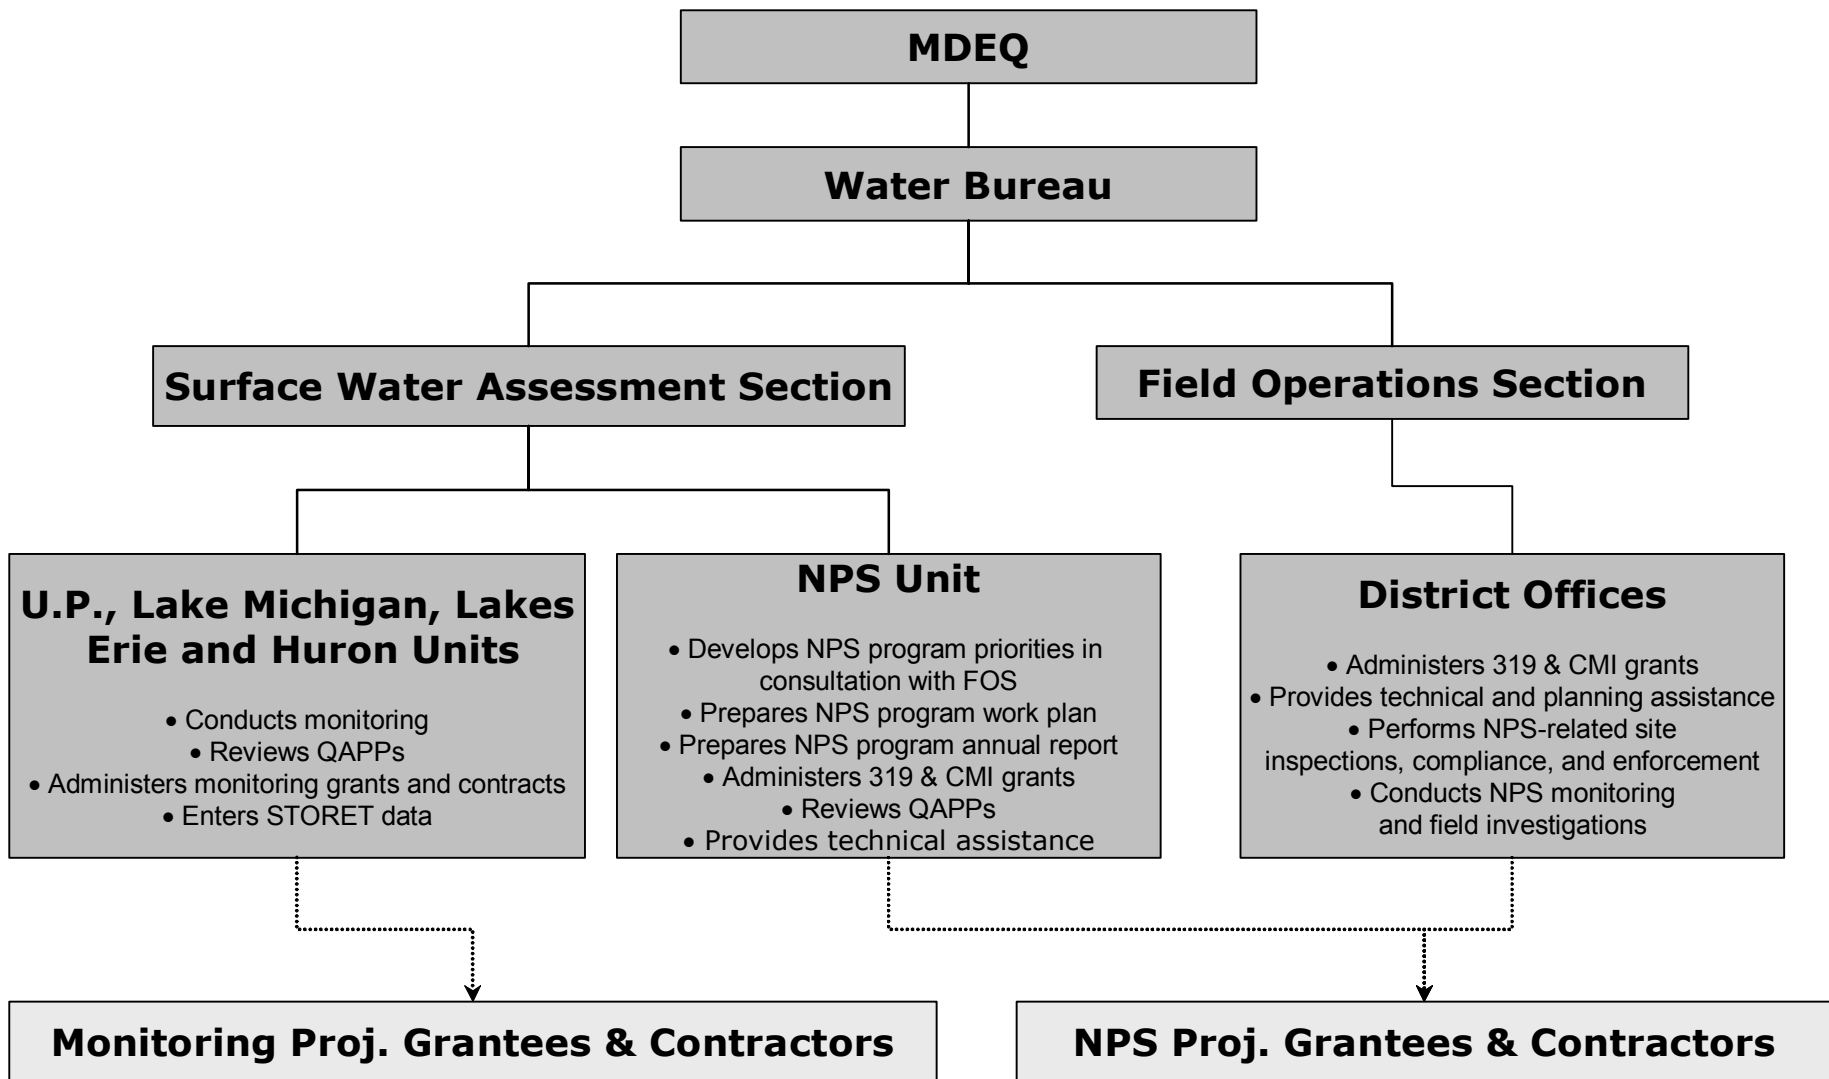 MDEQ
Water Bureau
Surface Water Assessment Section
Field Operations Section
U.P., Lake Michigan, Lakes
Erie and Huron Units
• Conducts monitoring
• Reviews QAPPs
• Administers monitoring grants and contracts
• Enters STORET data
NPS Unit
• Develops NPS program priorities in
consultation with FOS
• Prepares NPS program work plan
• Prepares NPS program annual report
• Administers 319 & CMI grants
• Reviews QAPPs
• Provides technical assistance
District Offices
• Administers 319 & CMI grants
• Provides technical and planning assistance
• Performs NPS-related site
inspections, compliance, and enforcement
• Conducts NPS monitoring
and field investigations
Monitoring Proj. Grantees & Contractors
NPS Proj. Grantees & Contractors